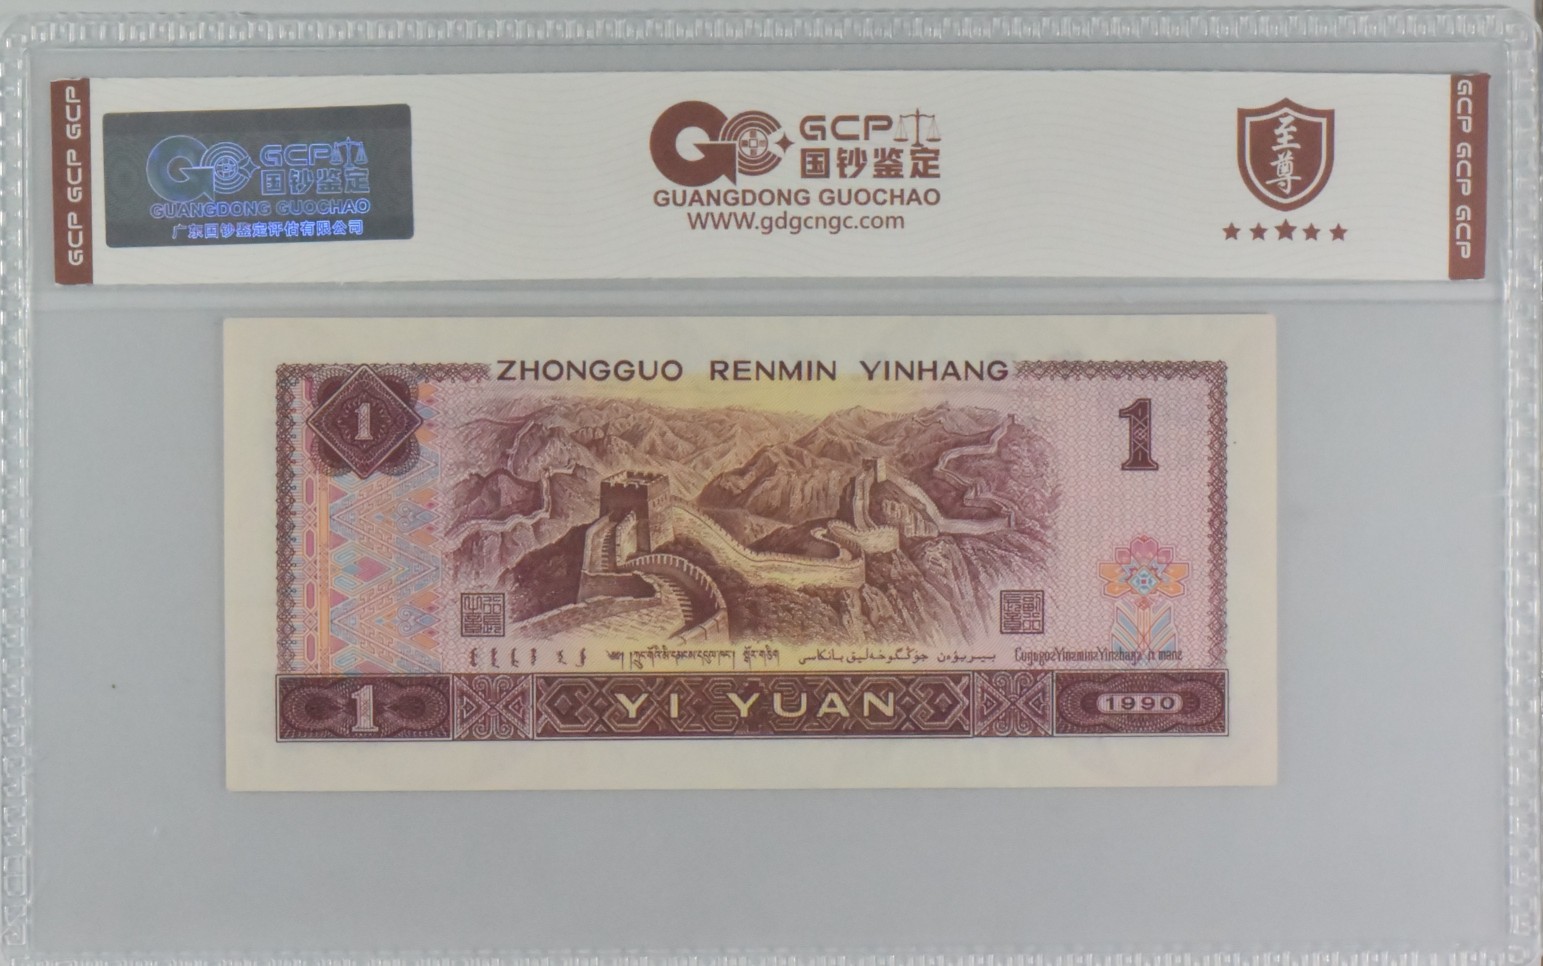 GCP GCP GCP
GCP
国钞鉴定
GUANGDONG GUOCHAO
广东国钞鉴定评估有限公司
GCP
国钞鉴定
GUANGDONG GUOCHAO
WWW.gdgcngc.com
至尊
GCP GCP GCP
ZHONGGUO RENMIN YINHANG
1
1
1
YI YUAN
1990